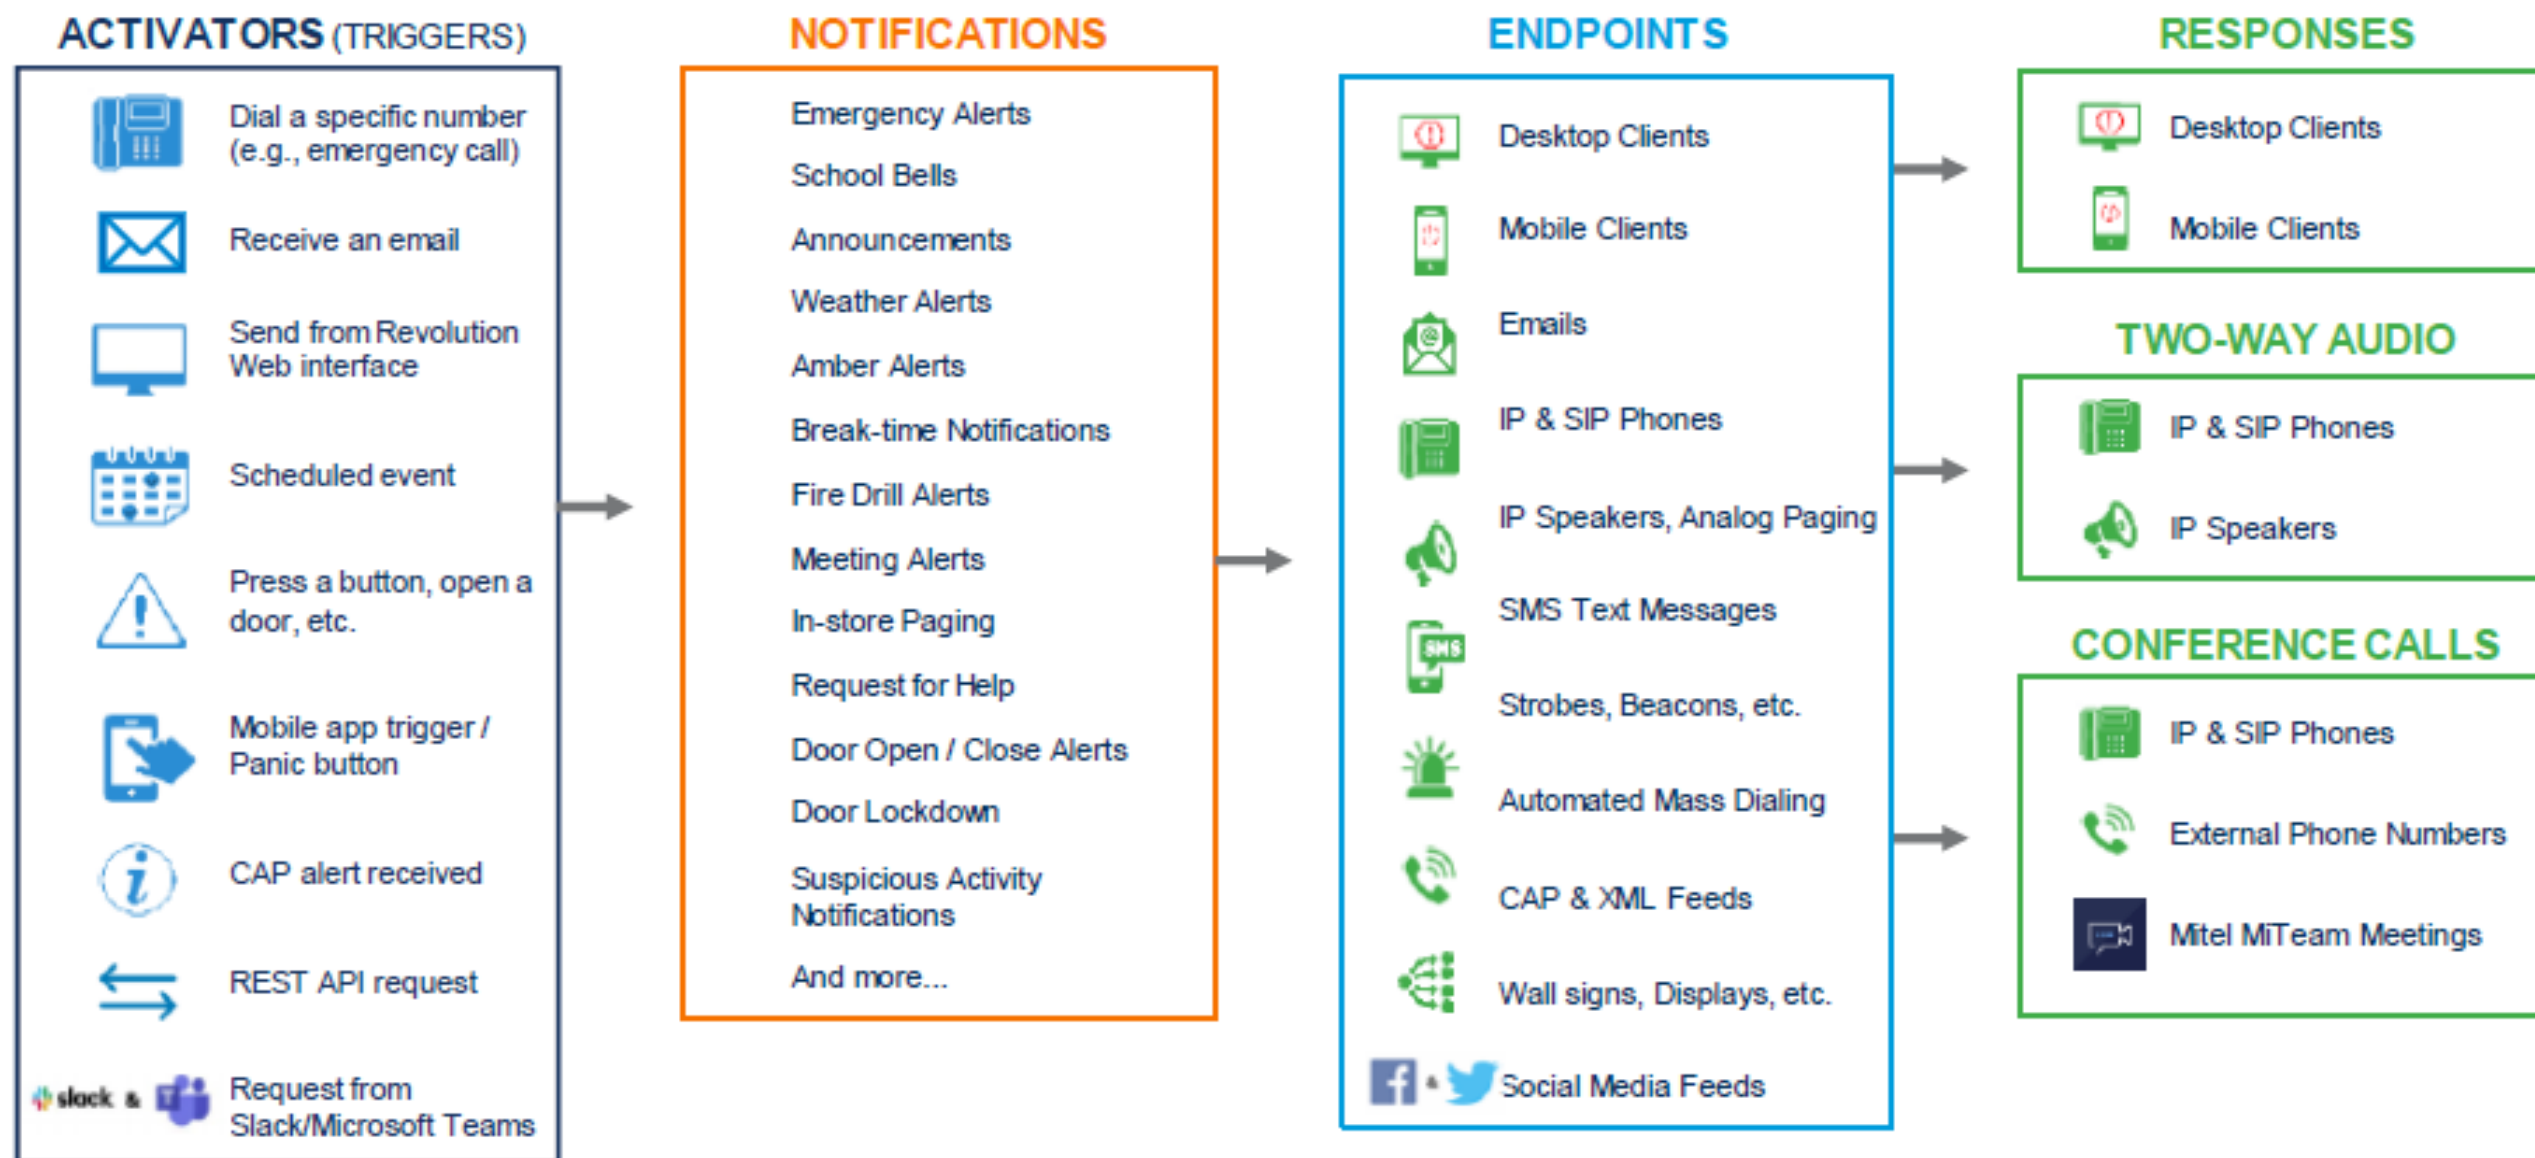 ACTIVATORS (TRIGGERS)
Dial a specific number
(e.g., emergency call)
Receive an email
Send from Revolution
Web interface
Scheduled event
Press a button, open a
door, etc.
Mobile app trigger /
Panic button
CAP alert received
REST API request
slack &
Request from
Slack/Microsoft Teams
NOTIFICATIONS
Emergency Alerts
School Bells
Announcements
Weather Alerts
Amber Alerts
Break-time Notifications
Fire Drill Alerts
Meeting Alerts
In-store Paging
Request for Help
Door Open / Close Alerts
Door Lockdown
Suspicious Activity
Notifications
And more...
ENDPOINTS
Desktop Clients
Mobile Clients
Emails
IP & SIP Phones
IP Speakers, Analog Paging
SMS Text Messages
SMS
Strobes, Beacons, etc.
Automated Mass Dialing
CAP & XML Feeds
Wall signs, Displays, etc.
& Social Media Feeds
RESPONSES
Desktop Clients
Mobile Clients
TWO-WAY AUDIO
IP & SIP Phones
IP Speakers
CONFERENCE CALLS
IP & SIP Phones
External Phone Numbers
Mitel MiTeam Meetings